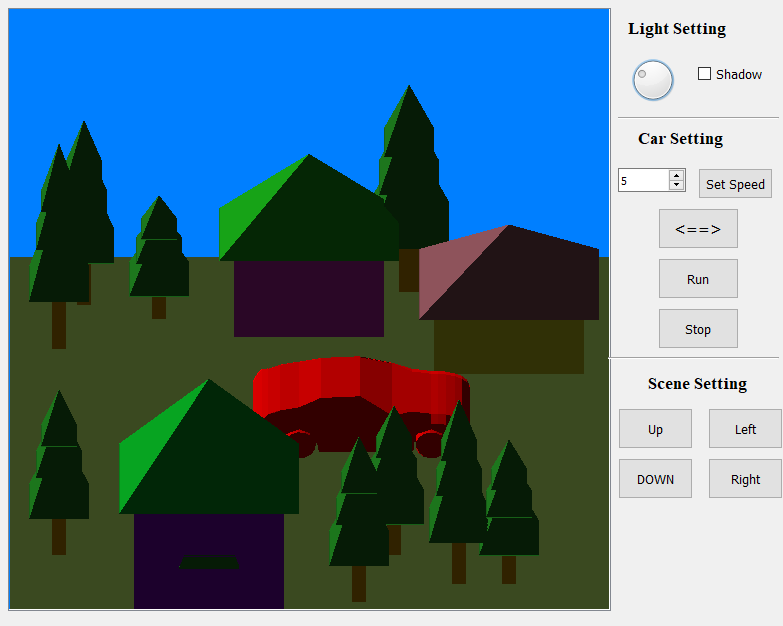 Light Setting
Shadow
Car Setting
5
Set Speed
<==>
Run
Stop
Scene Setting
Up
Left
DOWN
Right